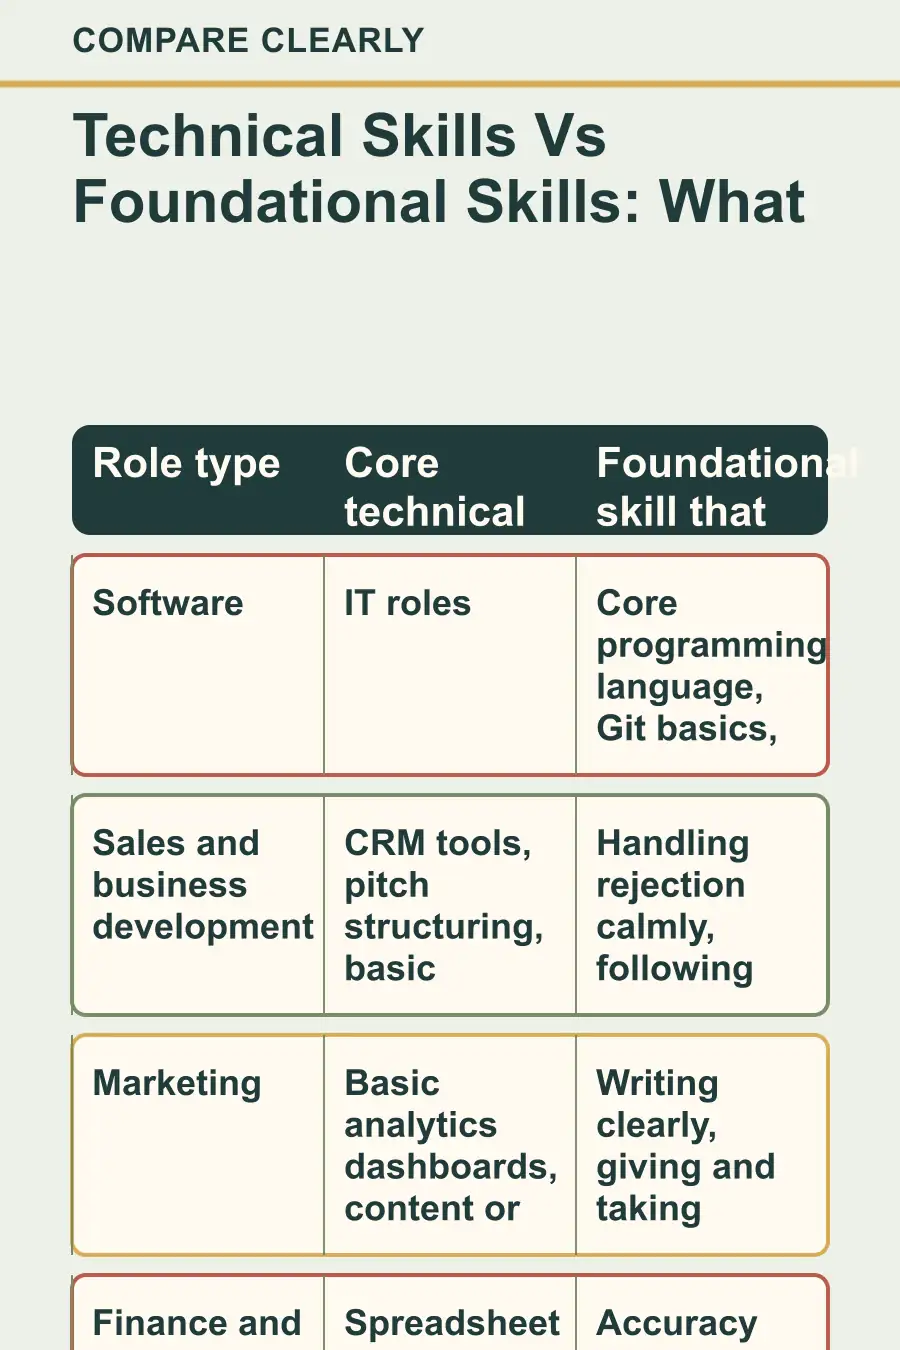 COMPARE CLEARLY
Technical Skills Vs
Foundational Skills: What
Role type
Core
technical
Foundational
skill that
Software
IT roles
Core
programming
language,
Git basics,
Sales and
business
development
CRM tools,
pitch
structuring,
basic
Handling
rejection
calmly,
following
Marketing
Basic
analytics
dashboards,
content or
Writing
clearly,
giving and
taking
Finance and
Spreadsheet
Accuracy